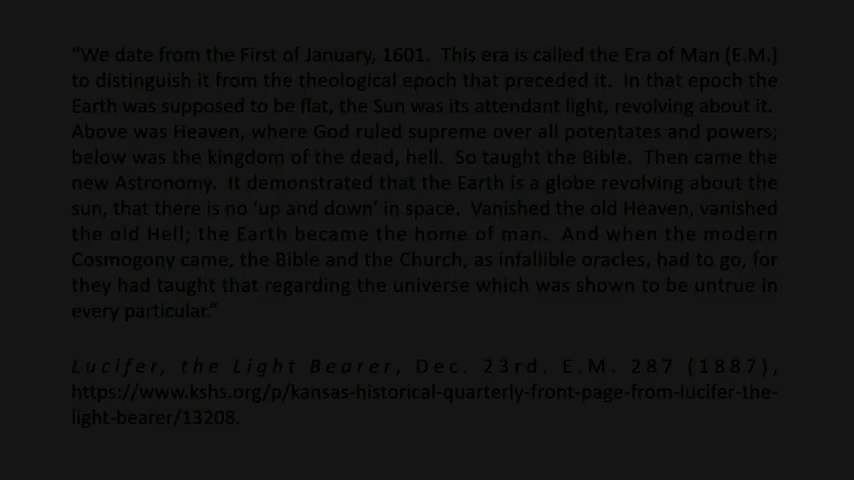 “We date from the First of January, 1601. This era is called the Era of Man (E.M.)
to distinguish it from the theological epoch that preceded it. In that epoch the
Earth was supposed to be flat, the Sun was its attendant light, revolving about it.
Above was Heaven, where God ruled supreme over all potentates and powers;
below was the kingdom of the dead, hell. So taught the Bible. Then came the
new Astronomy. It demonstrated that the Earth is a globe revolving about the
sun, that there is no ‘up and down’ in space. Vanished the old Heaven, vanished
the old Hell; the Earth became the home of man. And when the modern
Cosmogony came, the Bible and the Church, as infallible oracles, had to go, for
they had taught that regarding the universe which was shown to be untrue in
every particular.”
Lucifer, the Light Bearer, Dec. 23rd, E.M. 287 (1887),
https://www.kshs.org/p/kansas-historical-quarterly-front-page-from-lucifer-the-
light-bearer/13208.